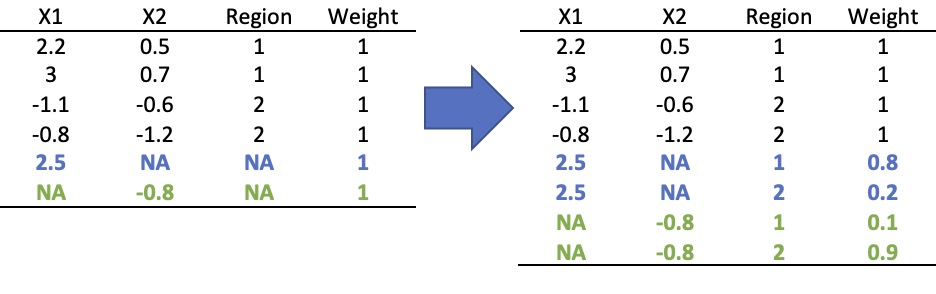 X1 X2 Region Weight
2.2 0.5 1 1
3 0.7 1 1
-1.1 -0.6 2 1
-0.8 -1.2 2 1
2.5 NA NA 1
NA -0.8 NA 1
X1 X2 Region Weight
2.2 0.5 1 1
3 0.7 1 1
-1.1 -0.6 2 1
-0.8 -1.2 2 1
2.5 NA 1 0.8
2.5 NA 2 0.2
NA -0.8 1 0.1
NA -0.8 2 0.9